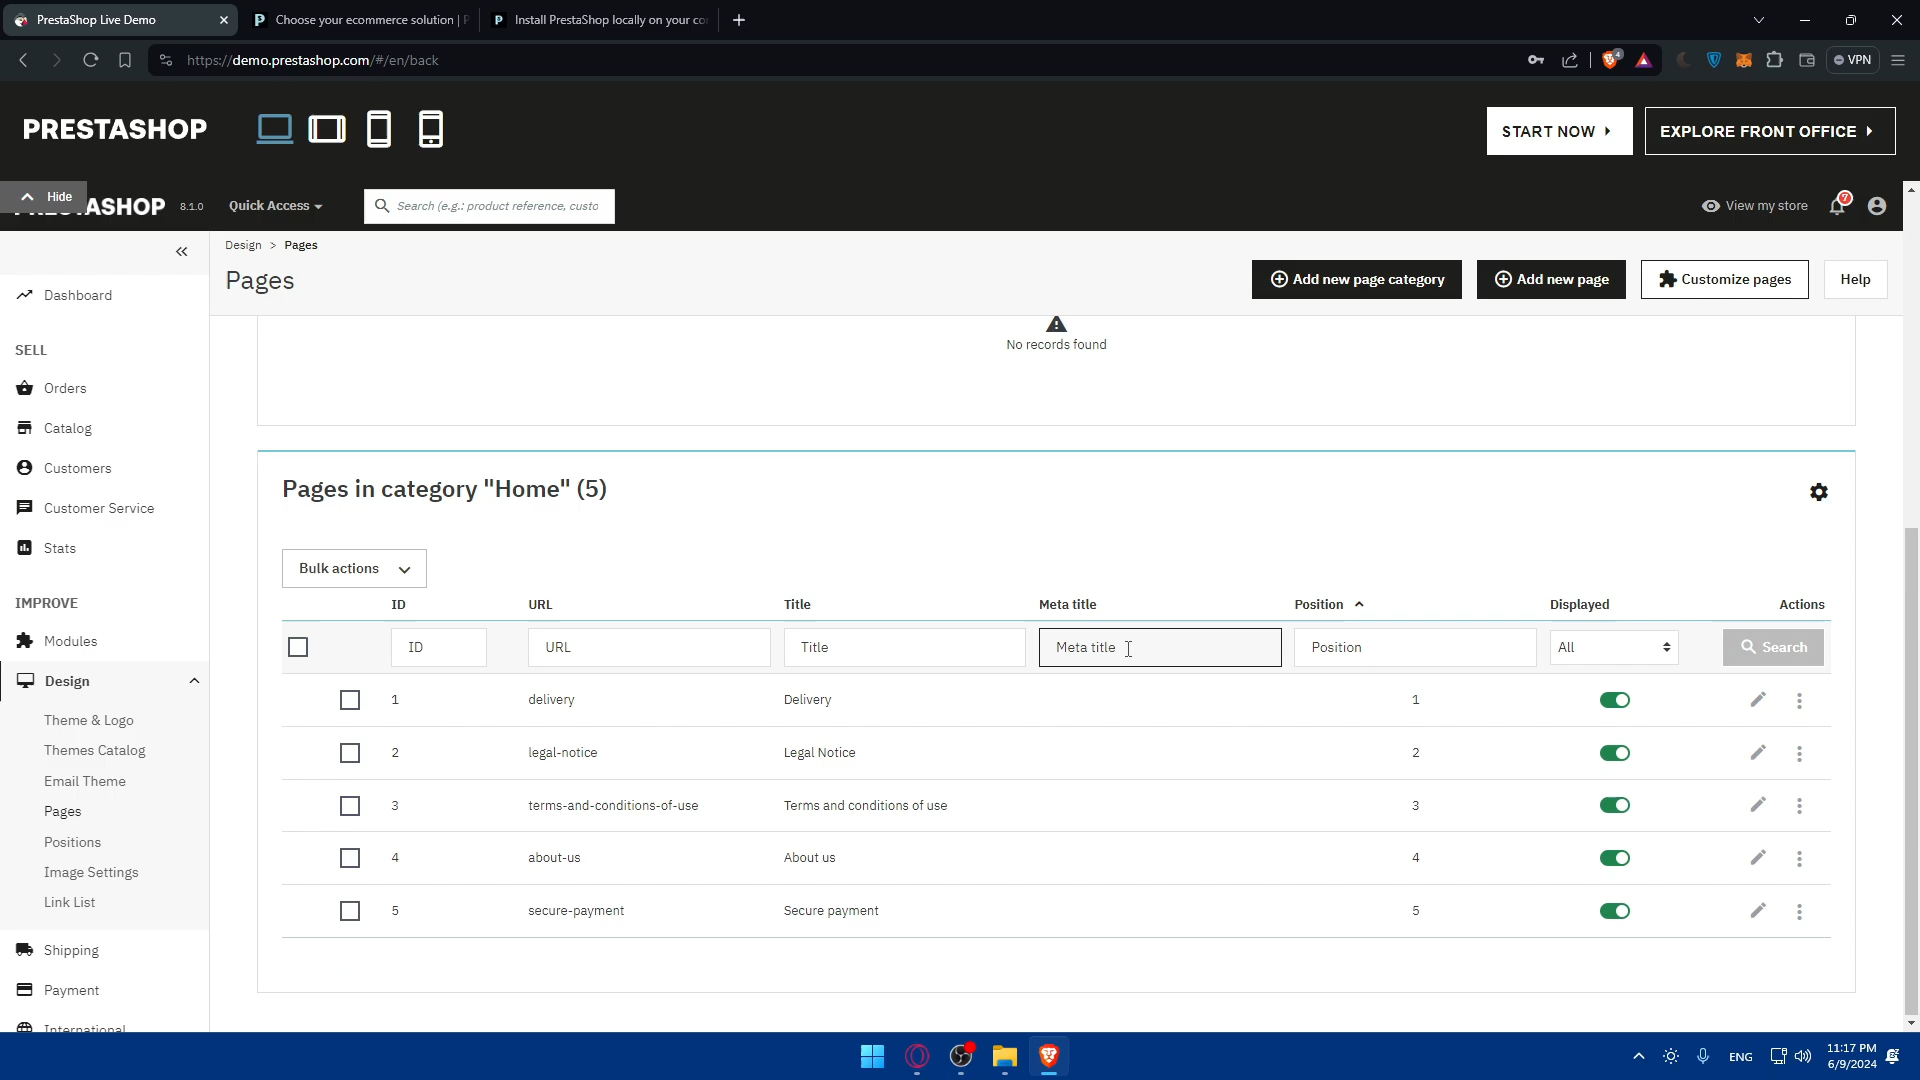 PrestaShop Live Demo
Choose your ecommerce solution | P
Install PrestaShop locally on your co
https://demo.prestashop.com/#/en/back
4
VPN
PRESTASHOP
START NOW
EXPLORE FRONT OFFICE
Hide
PRESTASHOP 8.1.0
Quick Access
Search (e.g.: product reference, custo
View my store
7
Design > Pages
Pages
Add new page category
Add new page
Customize pages
Help
Dashboard
SELL
Orders
Catalog
Customers
Customer Service
Stats
IMPROVE
Modules
Design
Theme & Logo
Themes Catalog
Email Theme
Pages
Positions
Image Settings
Link List
Shipping
Payment
International
No records found
Pages in category "Home" (5)
Bulk actions
ID URL Title Meta title Position Displayed Actions
ID URL Title Meta title Position All Search
1 delivery Delivery 1
2 legal-notice Legal Notice 2
3 terms-and-conditions-of-use Terms and conditions of use 3
4 about-us About us 4
5 secure-payment Secure payment 5
ENG
11:17 PM
6/9/2024